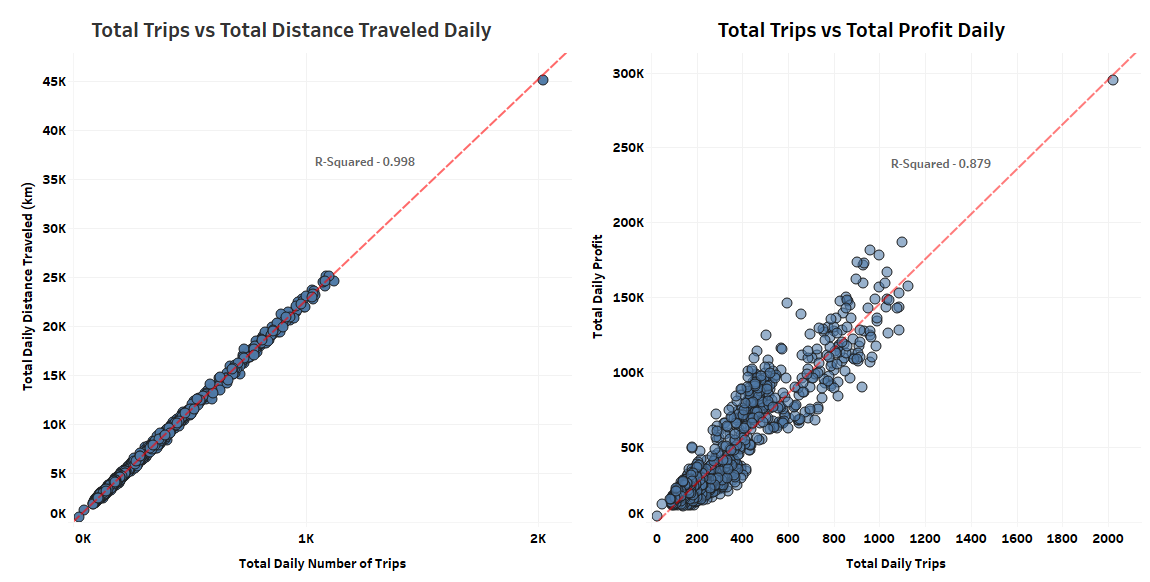 Total Trips vs Total Distance Traveled Daily
Total Daily Distance Traveled (km)
45K
40K
35K
30K
25K
20K
15K
10K
5K
0K
R-Squared - 0.998
0K 1K 2K
Total Daily Number of Trips
Total Trips vs Total Profit Daily
Total Daily Profit
300K
250K
200K
150K
100K
50K
0K
R-Squared - 0.879
0 200 400 600 800 1000 1200 1400 1600 1800 2000
Total Daily Trips